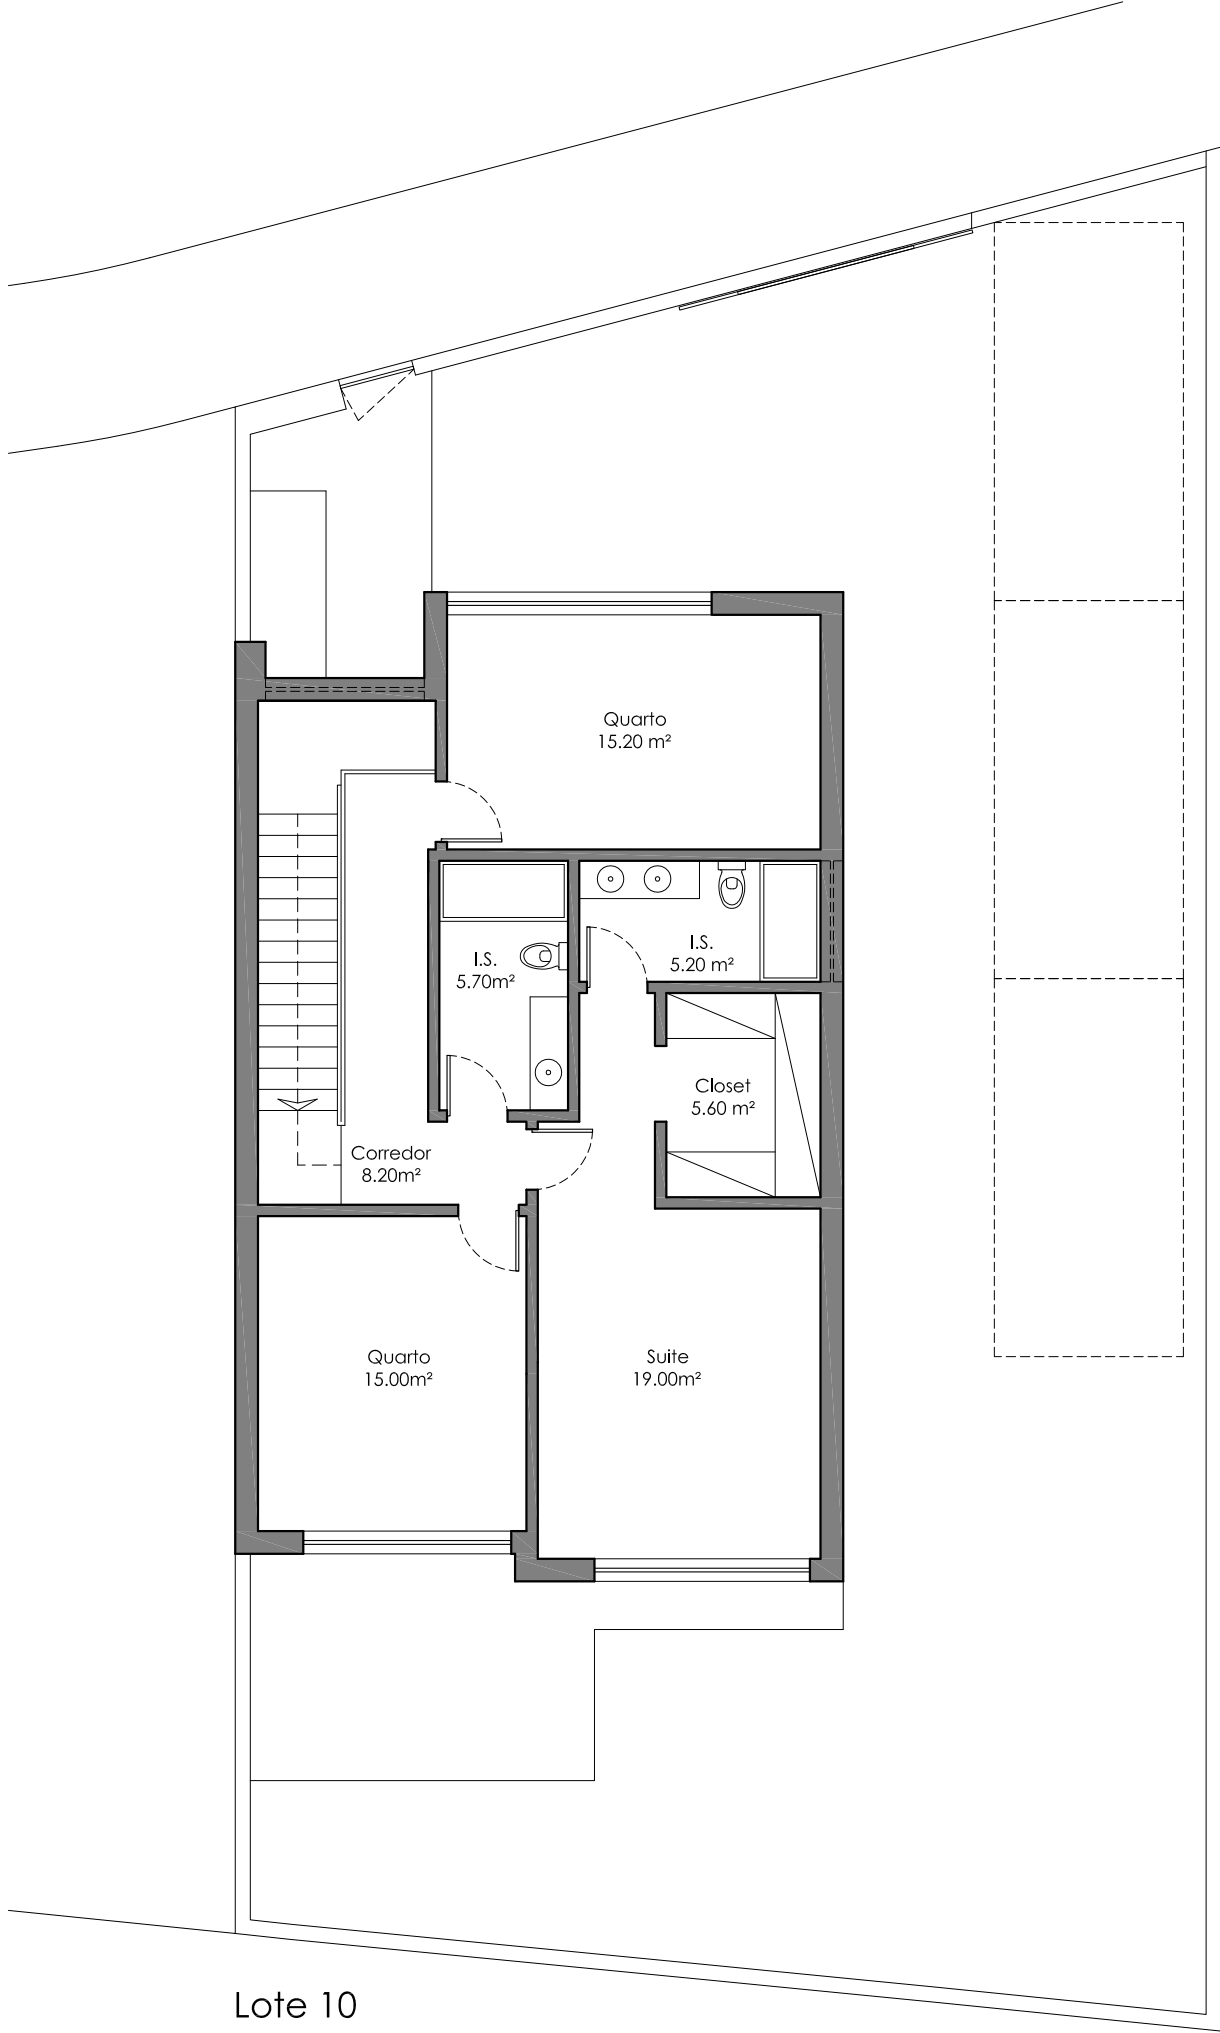 Quarto
15.20 m²
I.S.
5.70m²
I.S.
5.20 m²
Closet
5.60 m²
Corredor
8.20m²
Quarto
15.00m²
Suite
19.00m²
Lote 10